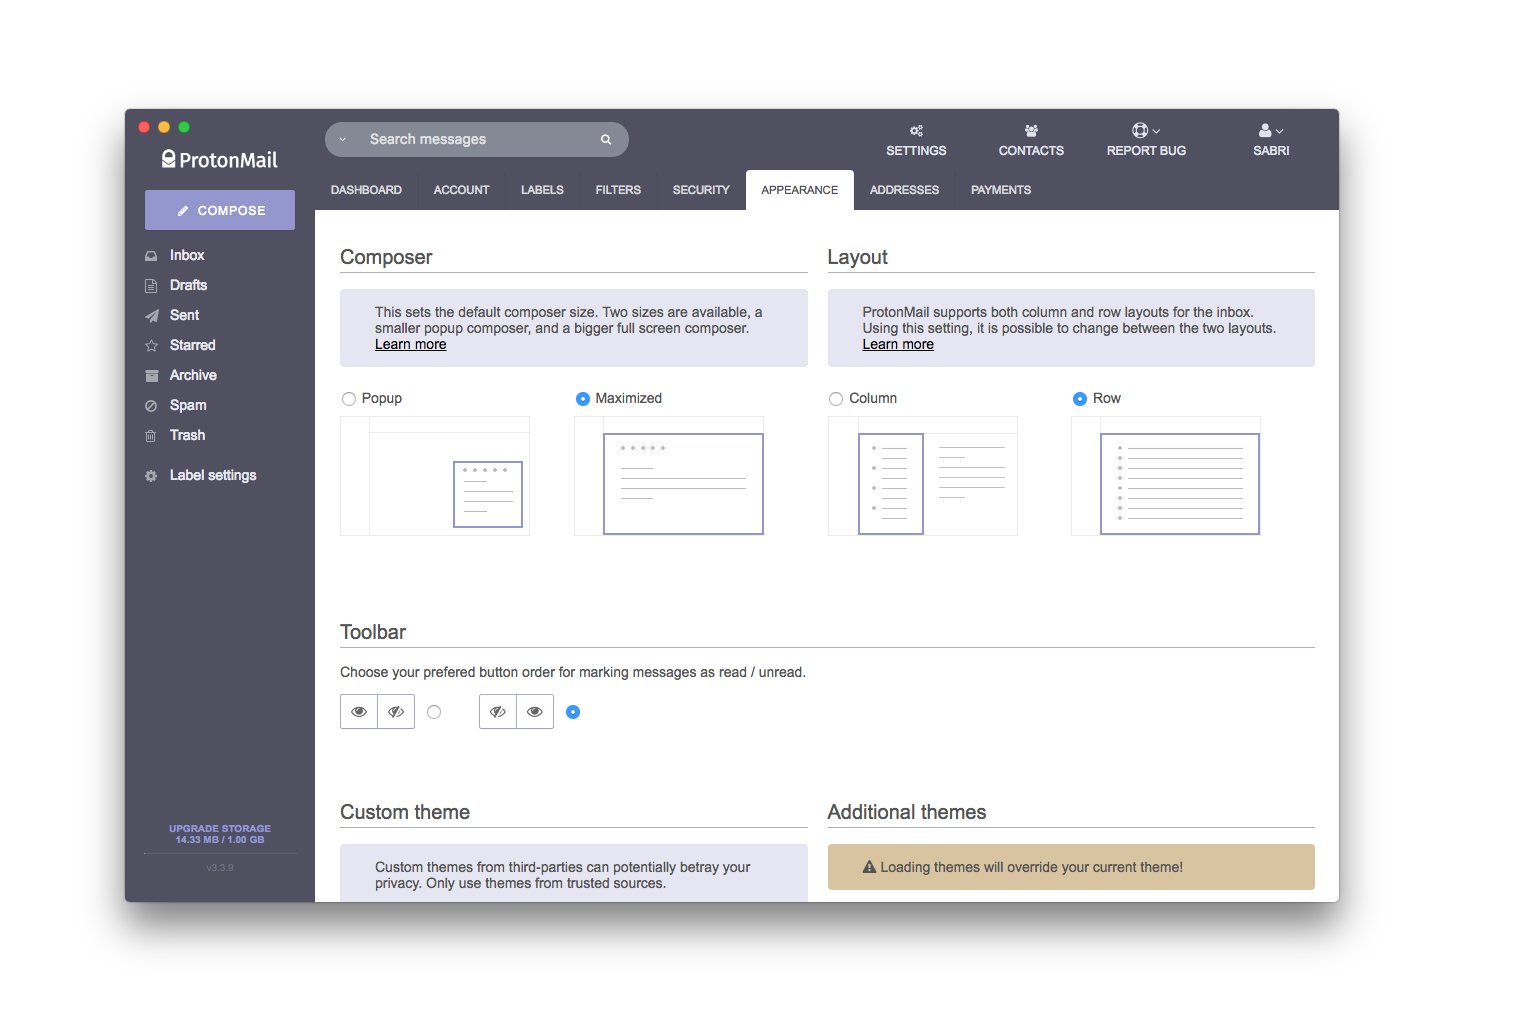 ProtonMail
Search messages
SETTINGS
CONTACTS
REPORT BUG
SABRI
DASHBOARD
ACCOUNT
LABELS
FILTERS
SECURITY
APPEARANCE
ADDRESSES
PAYMENTS
COMPOSE
Inbox
Drafts
Sent
Starred
Archive
Spam
Trash
Label settings
UPGRADE STORAGE
14.33 MB / 1.00 GB
v3.3.9
Composer
This sets the default composer size. Two sizes are available, a
smaller popup composer, and a bigger full screen composer.
Learn more
Popup
Maximized
Layout
ProtonMail supports both column and row layouts for the inbox.
Using this setting, it is possible to change between the two layouts.
Learn more
Column
Row
Toolbar
Choose your prefered button order for marking messages as read / unread.
Custom theme
Custom themes from third-parties can potentially betray your
privacy. Only use themes from trusted sources.
Additional themes
Loading themes will override your current theme!